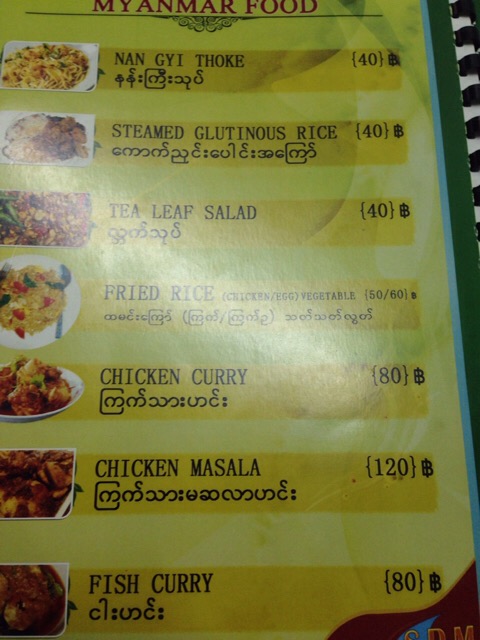 MYANMAR FOOD
NAN GYI THOKE {40}฿
နန်းကြီးသုပ်
STEAMED GLUTINOUS RICE {40}฿
ကောက်ညှင်းပေါင်းအကြော်
TEA LEAF SALAD {40}฿
လ္ဘက်သုပ်
FRIED RICE (CHICKEN/EGG)VEGETABLE {50/60}฿
ထမင်းကြော် (ကြက်/ကြက်ဥ) သတ်သတ်လွတ်
CHICKEN CURRY {80}฿
ကြက်သားဟင်း
CHICKEN MASALA {120}฿
ကြက်သားမဆလာဟင်း
FISH CURRY {80}฿
ငါးဟင်း